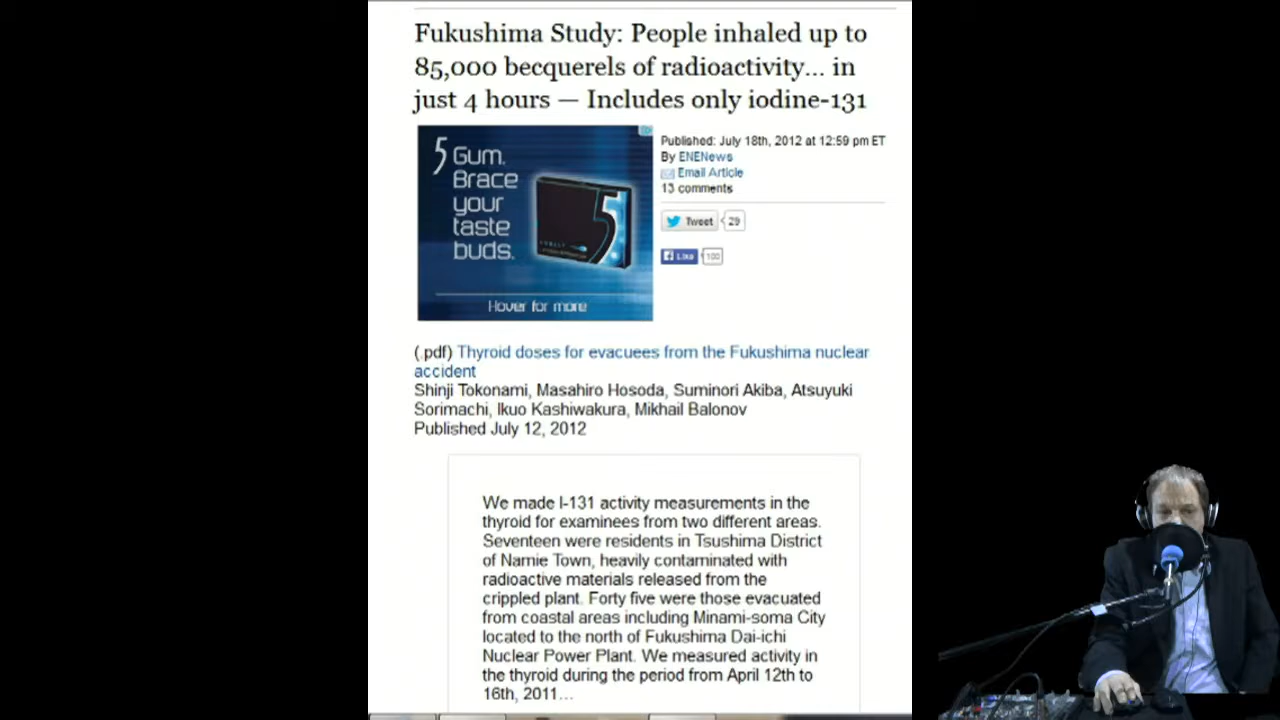 Fukushima Study: People inhaled up to
85,000 becquerels of radioactivity... in
just 4 hours — Includes only iodine-131
5 Gum.
Brace
your
taste
buds.
5
Hover for more
Published: July 18th, 2012 at 12:59 pm ET
By ENENews
Email Article
13 comments
Tweet 29
Like 100
(.pdf) Thyroid doses for evacuees from the Fukushima nuclear
accident
Shinji Tokonami, Masahiro Hosoda, Suminori Akiba, Atsuyuki
Sorimachi, Ikuo Kashiwakura, Mikhail Balonov
Published July 12, 2012
We made I-131 activity measurements in the
thyroid for examinees from two different areas.
Seventeen were residents in Tsushima District
of Namie Town, heavily contaminated with
radioactive materials released from the
crippled plant. Forty five were those evacuated
from coastal areas including Minami-soma City
located to the north of Fukushima Dai-ichi
Nuclear Power Plant. We measured activity in
the thyroid during the period from April 12th to
16th, 2011...